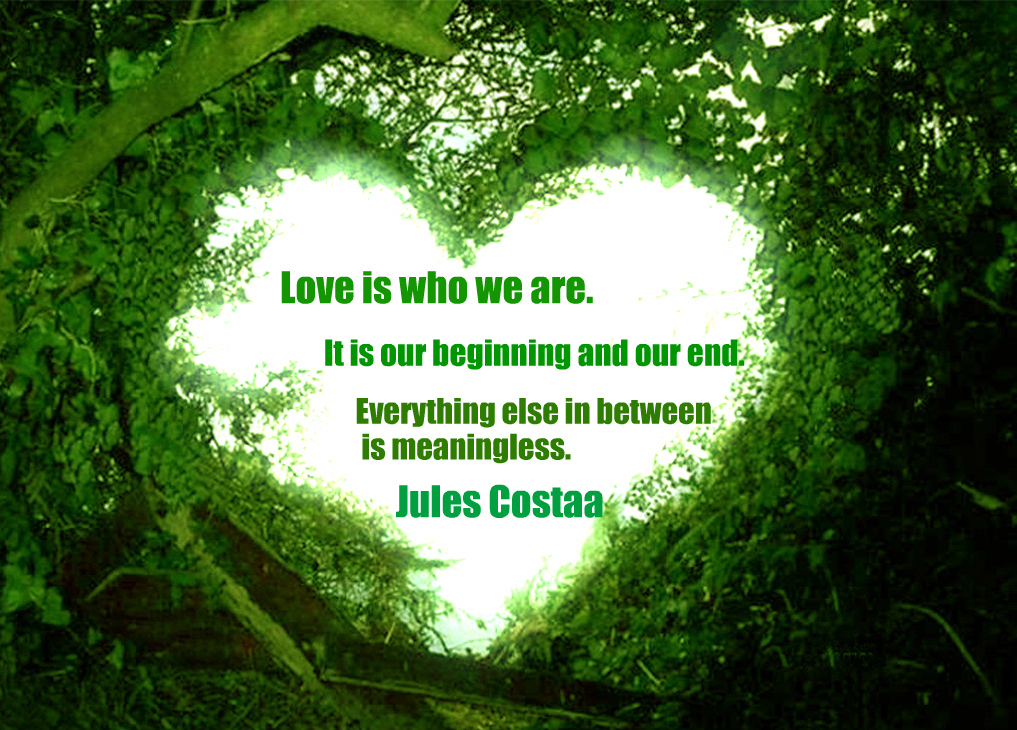 Love is who we are.
It is our beginning and our end.
Everything else in between
is meaningless.
Jules Costaa